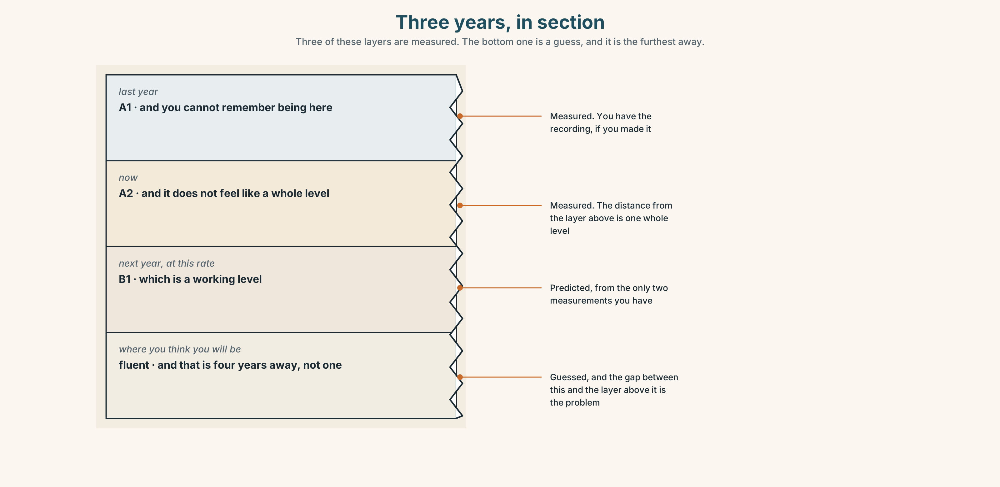 Three years, in section
Three of these layers are measured. The bottom one is a guess, and it is the furthest away.
last year
A1 · and you cannot remember being here
Measured. You have the
recording, if you made it
now
A2 · and it does not feel like a whole level
Measured. The distance from
the layer above is one whole
level
next year, at this rate
B1 · which is a working level
Predicted, from the only two
measurements you have
where you think you will be
fluent · and that is four years away, not one
Guessed, and the gap between
this and the layer above it is
the problem